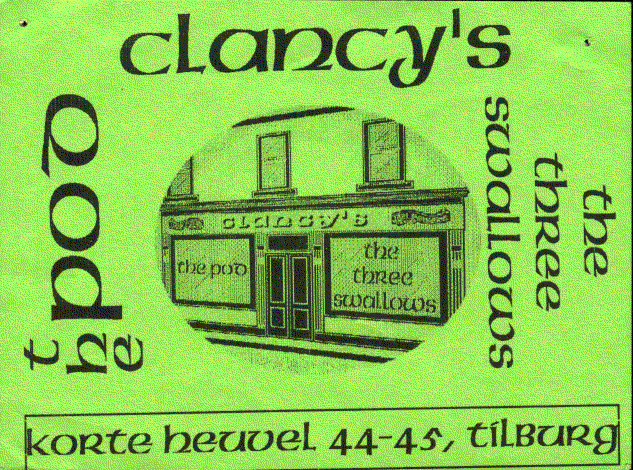 clancy's
the
pod
clancy's
the pod
the
three
swallows
the
three
swallows
korte heuvel 44-45, tilburg